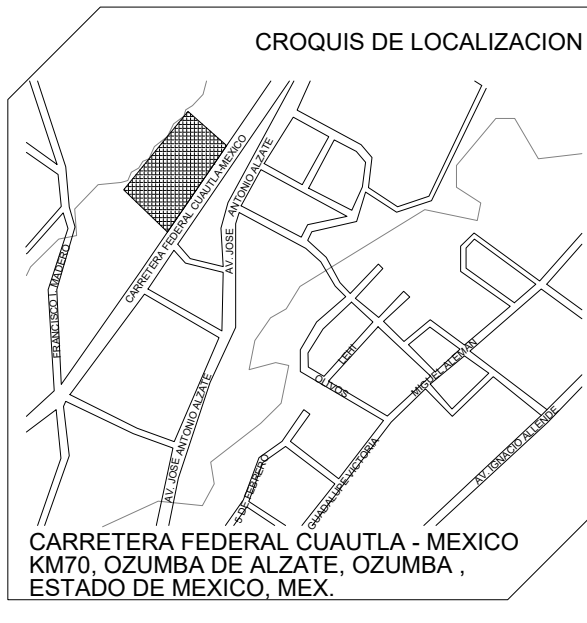 CROQUIS DE LOCALIZACION
CARRETERA FEDERAL CUAUTLA-MEXICO
AV. JOSE ANTONIO ALZATE
FRANCISCO I. MADERO
LEHI
OLIVOS
MIGUEL ALEMAN
AV. JOSE ANTONIO ALZATE
5 DE FEBRERO
GUADALUPE VICTORIA
AV. IGNACIO ALLENDE
CARRETERA FEDERAL CUAUTLA - MEXICO
KM70, OZUMBA DE ALZATE, OZUMBA ,
ESTADO DE MEXICO, MEX.